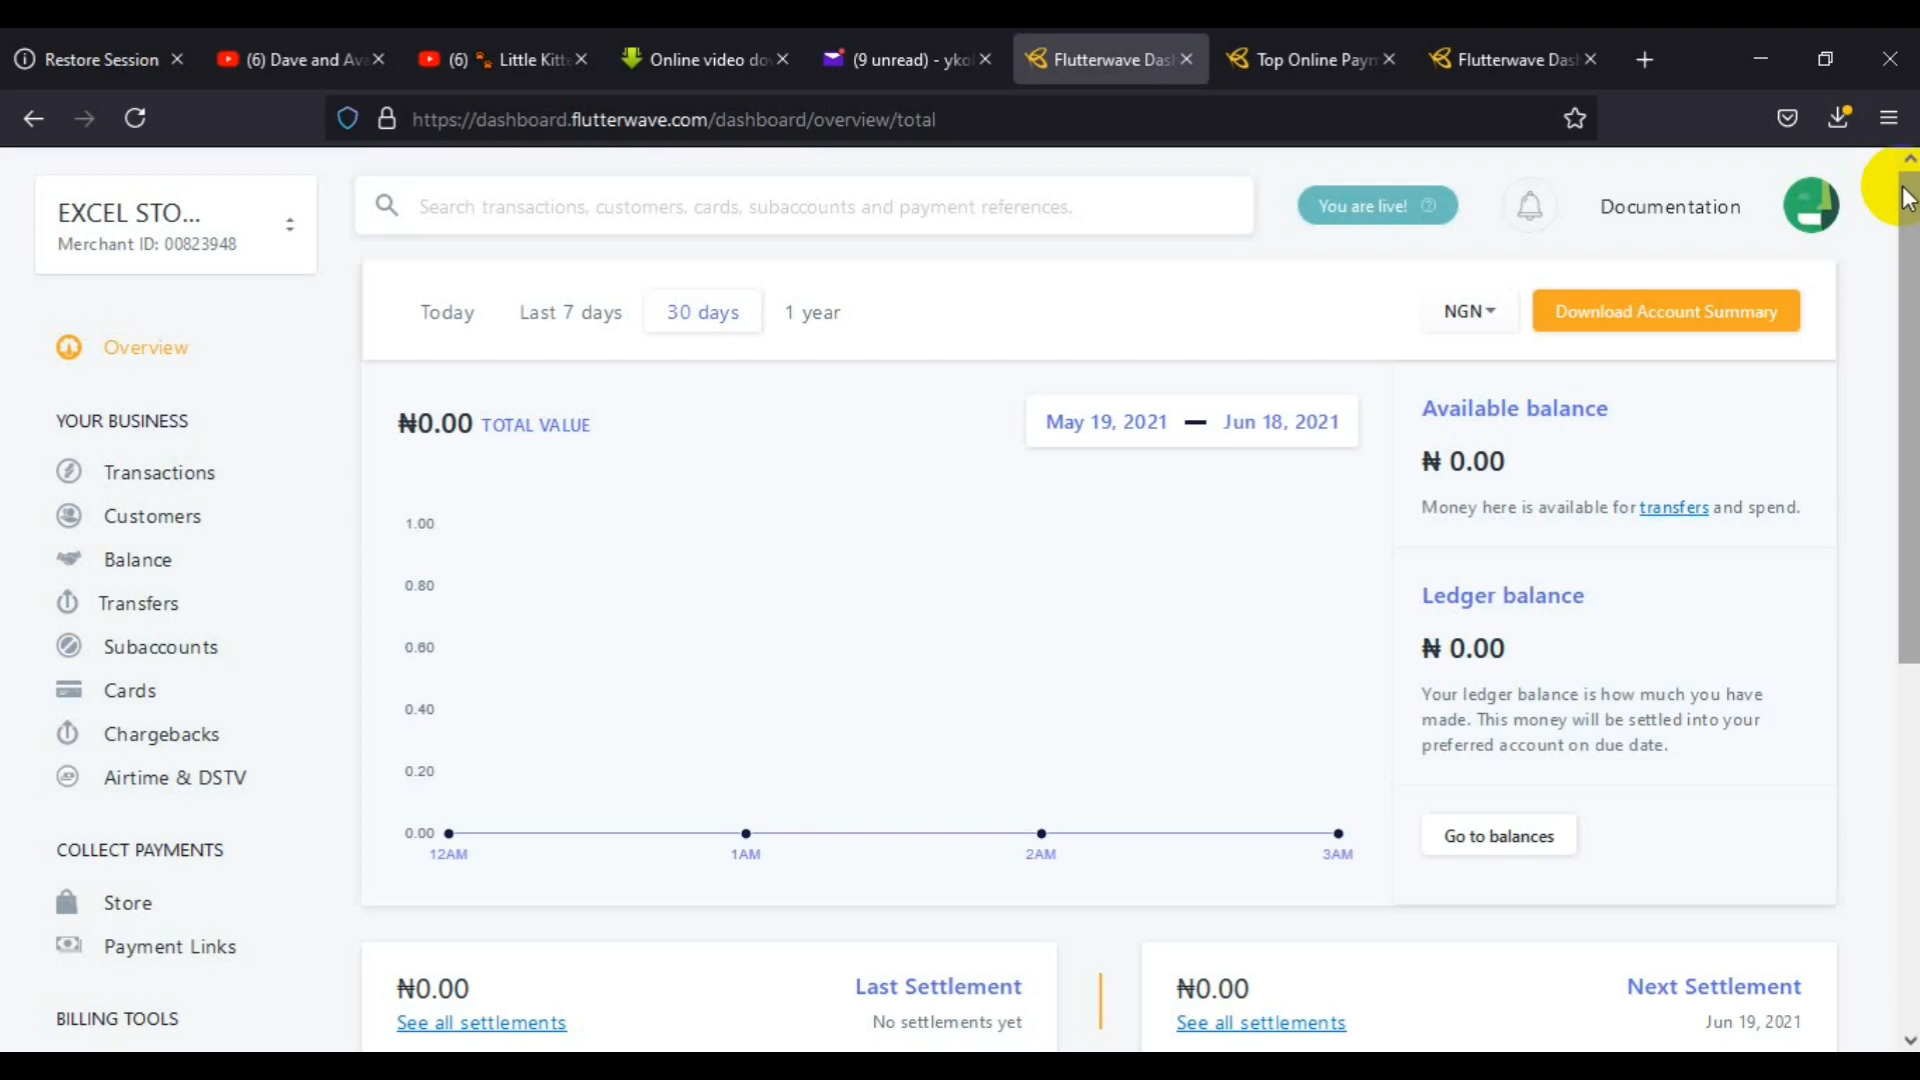 Restore Session
(6) Dave and Ava
(6) 🐾 Little Kitte
Online video do
(9 unread) - yko
Flutterwave Das
Top Online Paym
Flutterwave Das
https://dashboard.flutterwave.com/dashboard/overview/total
EXCEL STO...
Merchant ID: 00823948
Search transactions, customers, cards, subaccounts and payment references.
You are live!
Documentation
Overview
YOUR BUSINESS
Transactions
Customers
Balance
Transfers
Subaccounts
Cards
Chargebacks
Airtime & DSTV
COLLECT PAYMENTS
Store
Payment Links
BILLING TOOLS
Today
Last 7 days
30 days
1 year
NGN
Download Account Summary
₦0.00 TOTAL VALUE
May 19, 2021 — Jun 18, 2021
1.00
0.80
0.60
0.40
0.20
0.00
12AM
1AM
2AM
3AM
Available balance
₦ 0.00
Money here is available for transfers and spend.
Ledger balance
₦ 0.00
Your ledger balance is how much you have
made. This money will be settled into your
preferred account on due date.
Go to balances
₦0.00
Last Settlement
See all settlements
No settlements yet
₦0.00
Next Settlement
See all settlements
Jun 19, 2021